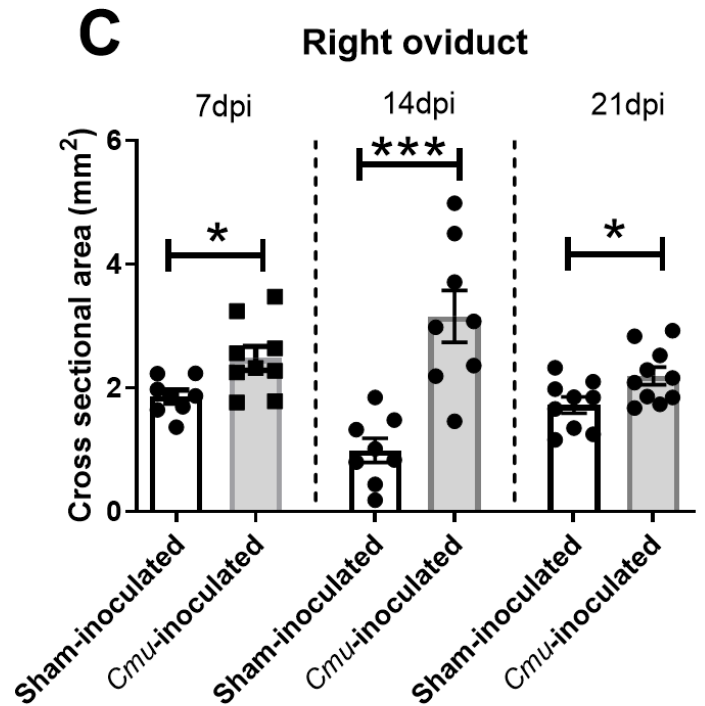 C
Right oviduct
7dpi
14dpi
21dpi
Cross sectional area (mm²)
6
4
2
0
*
***
*
Sham-inoculated
Cmu-inoculated
Sham-inoculated
Cmu-inoculated
Sham-inoculated
Cmu-inoculated